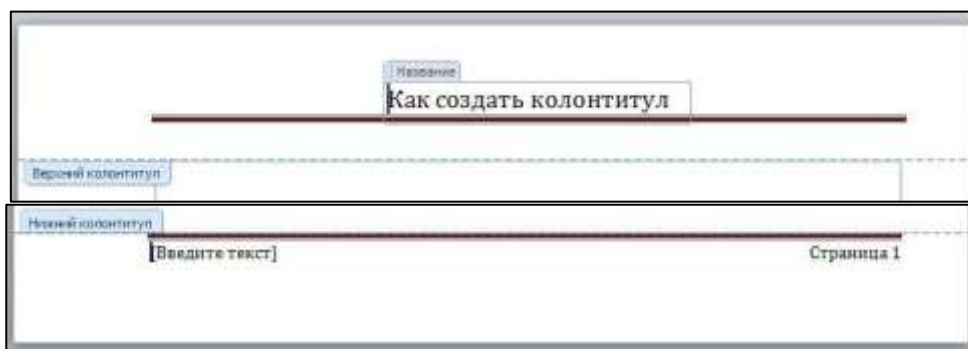 Название
Как создать колонтитул
Верхний колонтитул
Нижний колонтитул
[Введите текст]
Страница 1